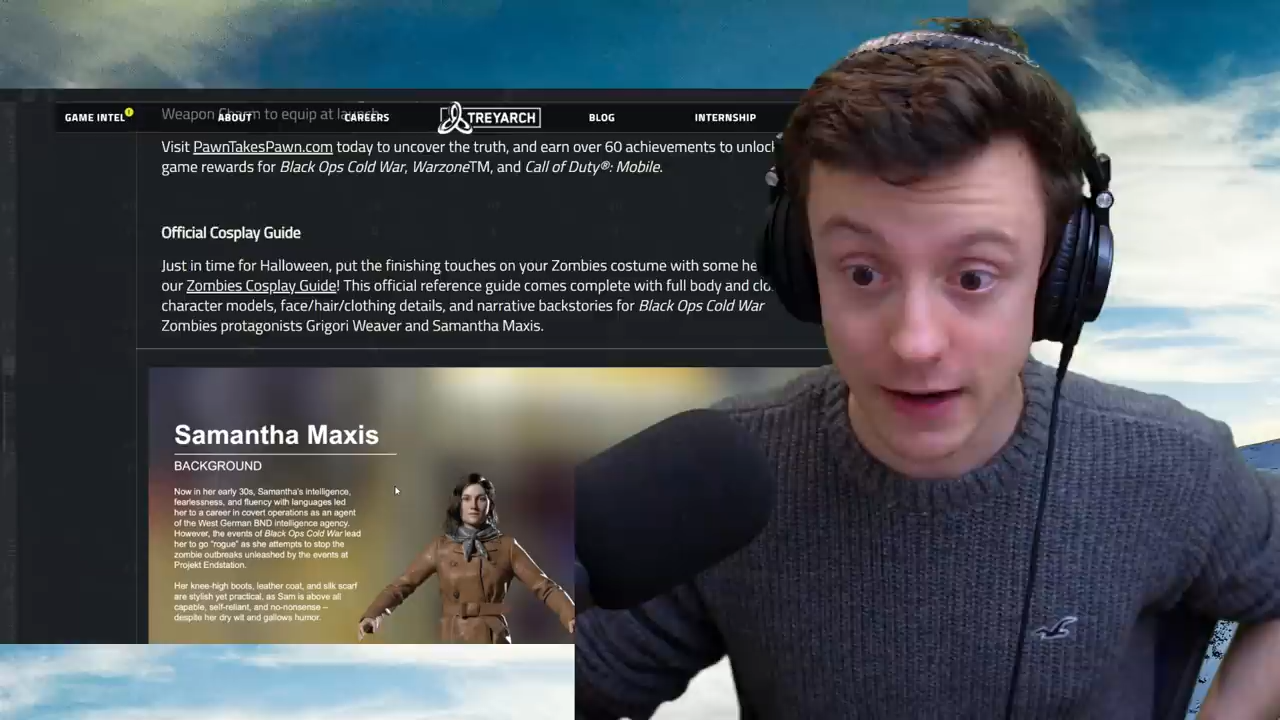 Weapon Charm to equip at launch
GAME INTEL ABOUT CAREERS TREYARCH BLOG INTERNSHIP
Visit PawnTakesPawn.com today to uncover the truth, and earn over 60 achievements to unlock
game rewards for Black Ops Cold War, Warzone™, and Call of Duty®: Mobile.
Official Cosplay Guide
Just in time for Halloween, put the finishing touches on your Zombies costume with some
our Zombies Cosplay Guide! This official reference guide comes complete with full body and
character models, face/hair/clothing details, and narrative backstories for Black Ops Cold War
Zombies protagonists Grigori Weaver and Samantha Maxis.
Samantha Maxis
BACKGROUND
Now in her early 30s, Samantha's intelligence,
fearlessness, and fluency with languages led
her to a career in covert operations as an agent
of the West German BND intelligence agency.
However, the events of Black Ops Cold War lead
her to go "rogue" as she attempts to stop the
zombie outbreaks unleashed by the events at
Projekt Endstation.
Her knee-high boots, leather coat, and silk scarf
are stylish yet practical, as Sam is above all
capable, self-reliant, and no-nonsense –
despite her dry wit and gallows humor.